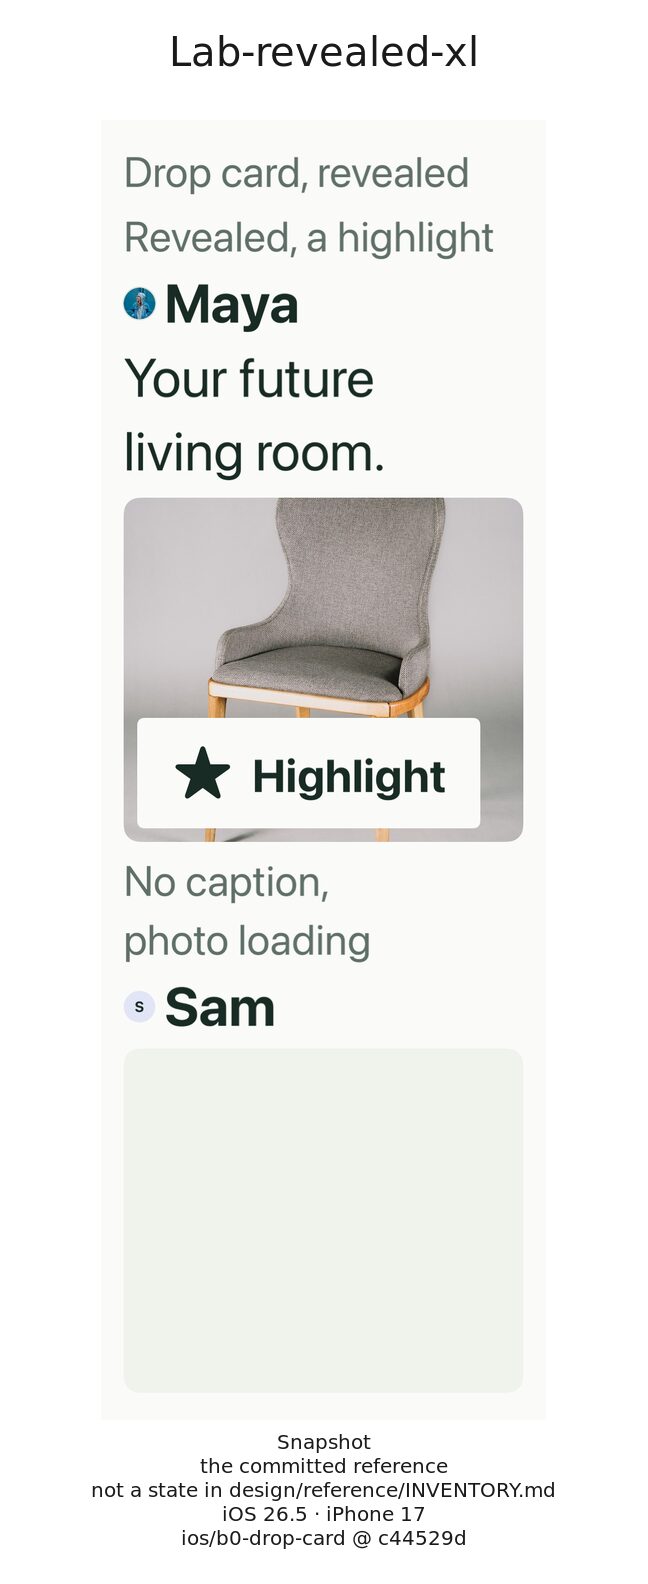 Lab-revealed-xl
Drop card, revealed
Revealed, a highlight
Maya
Your future
living room.
Highlight
No caption,
photo loading
S
Sam
Snapshot
the committed reference
not a state in design/reference/INVENTORY.md
iOS 26.5 · iPhone 17
ios/b0-drop-card @ c44529d